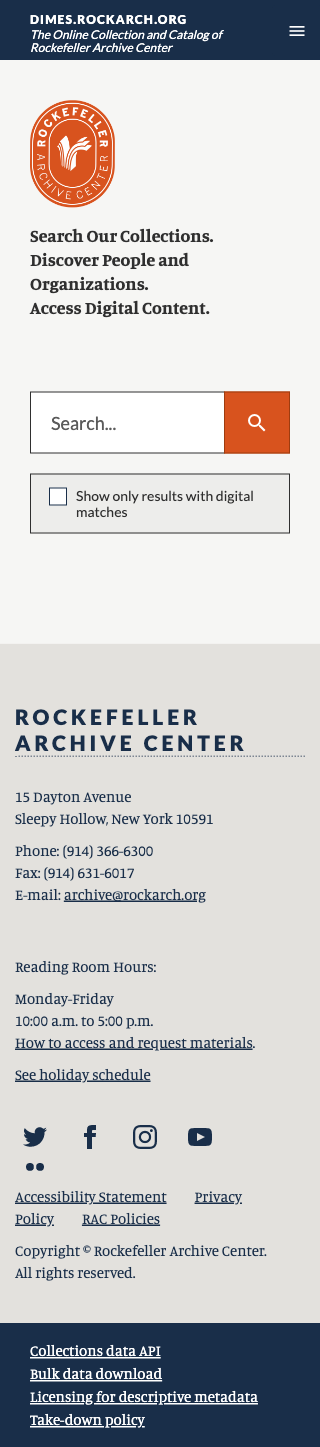 DIMES.ROCKARCH.ORG
The Online Collection and Catalog of
Rockefeller Archive Center
ROCKEFELLER
ARCHIVE CENTER
Search Our Collections.
Discover People and
Organizations.
Access Digital Content.
Search...
Show only results with digital
matches
ROCKEFELLER
ARCHIVE CENTER
15 Dayton Avenue
Sleepy Hollow, New York 10591
Phone: (914) 366-6300
Fax: (914) 631-6017
E-mail: archive@rockarch.org
Reading Room Hours:
Monday-Friday
10:00 a.m. to 5:00 p.m.
How to access and request materials.
See holiday schedule
Accessibility Statement Privacy
Policy RAC Policies
Copyright © Rockefeller Archive Center.
All rights reserved.
Collections data API
Bulk data download
Licensing for descriptive metadata
Take-down policy